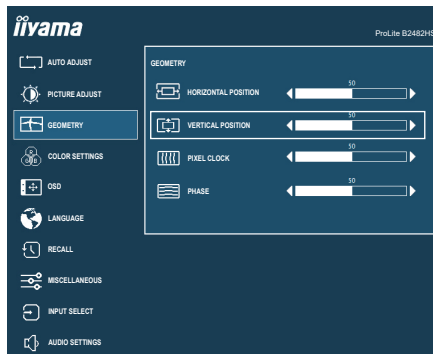 iiyama
ProLite B2482HS
AUTO ADJUST
PICTURE ADJUST
GEOMETRY
COLOR SETTINGS
R
G B
OSD
LANGUAGE
RECALL
MISCELLANEOUS
INPUT SELECT
AUDIO SETTINGS
GEOMETRY
HORIZONTAL POSITION
50
VERTICAL POSITION
50
PIXEL CLOCK
50
PHASE
50